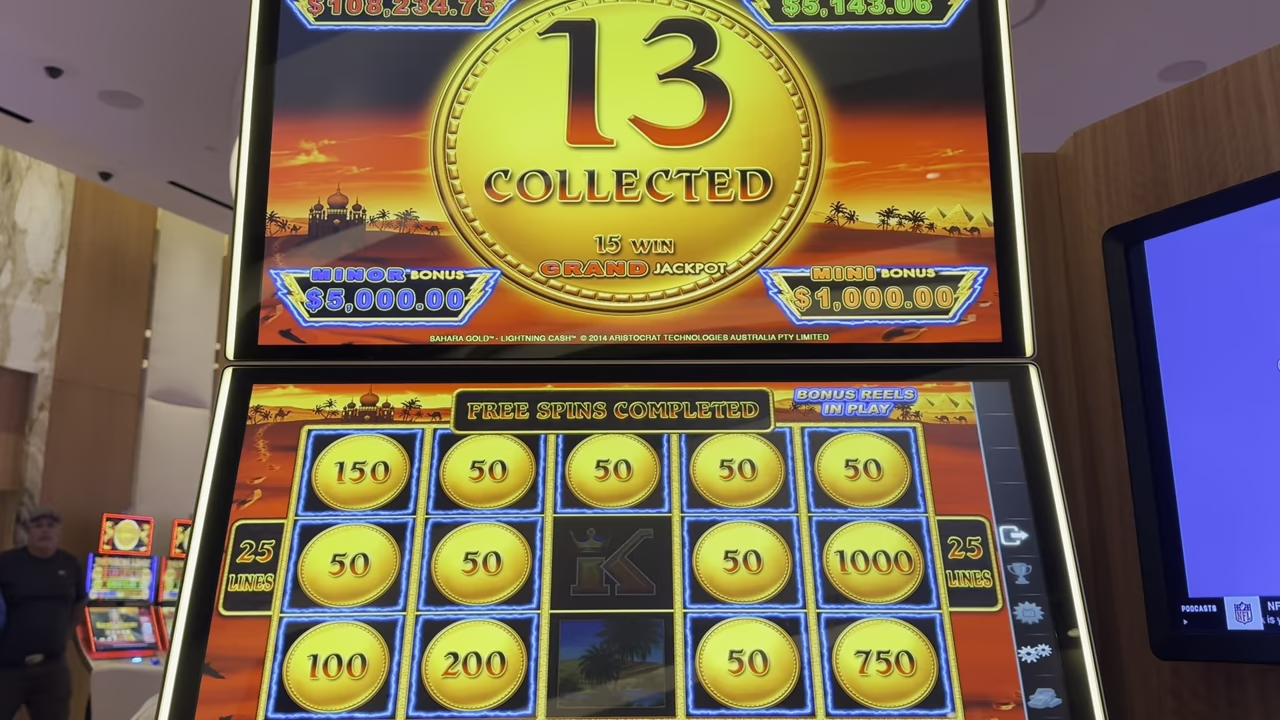 $108,234.75
$5,143.06
13
COLLECTED
15 WIN
GRAND JACKPOT
MINOR BONUS
$5,000.00
MINI BONUS
$1,000.00
SAHARA GOLD™ - LIGHTNING CASH™ © 2014 ARISTOCRAT TECHNOLOGIES AUSTRALIA PTY LIMITED
FREE SPINS COMPLETED
BONUS REELS
IN PLAY
150 50 50 50 50
25
LINES
50 50 K 50 1000
25
LINES
100 200 50 750
PODCASTS
NFL